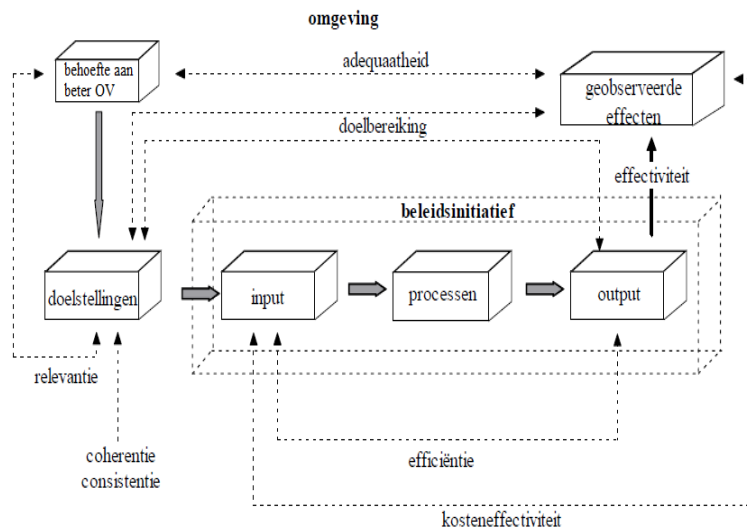 omgeving
behoefte aan
beter OV
adequaatheid
geobserveerde
effecten
doelbereiking
effectiviteit
beleidsinitiatief
doelstellingen
input
processen
output
relevantie
coherentie
consistentie
efficiëntie
kosteneffectiviteit